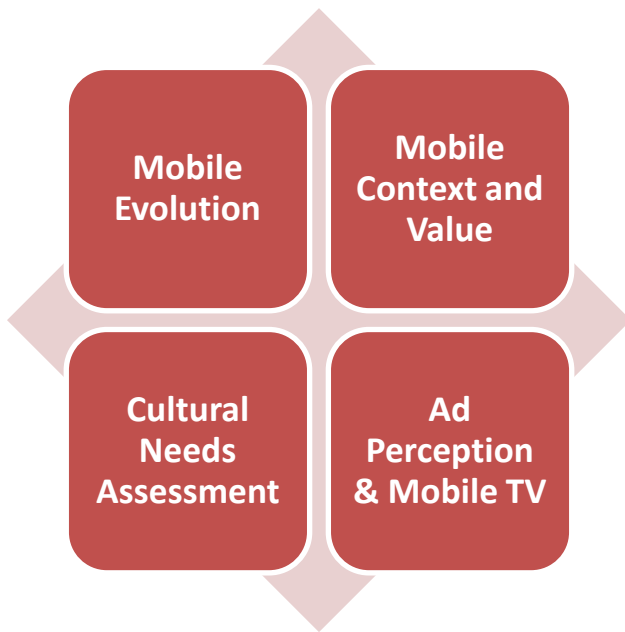 Mobile
Evolution
Mobile
Context and
Value
Cultural
Needs
Assessment
Ad
Perception
& Mobile TV